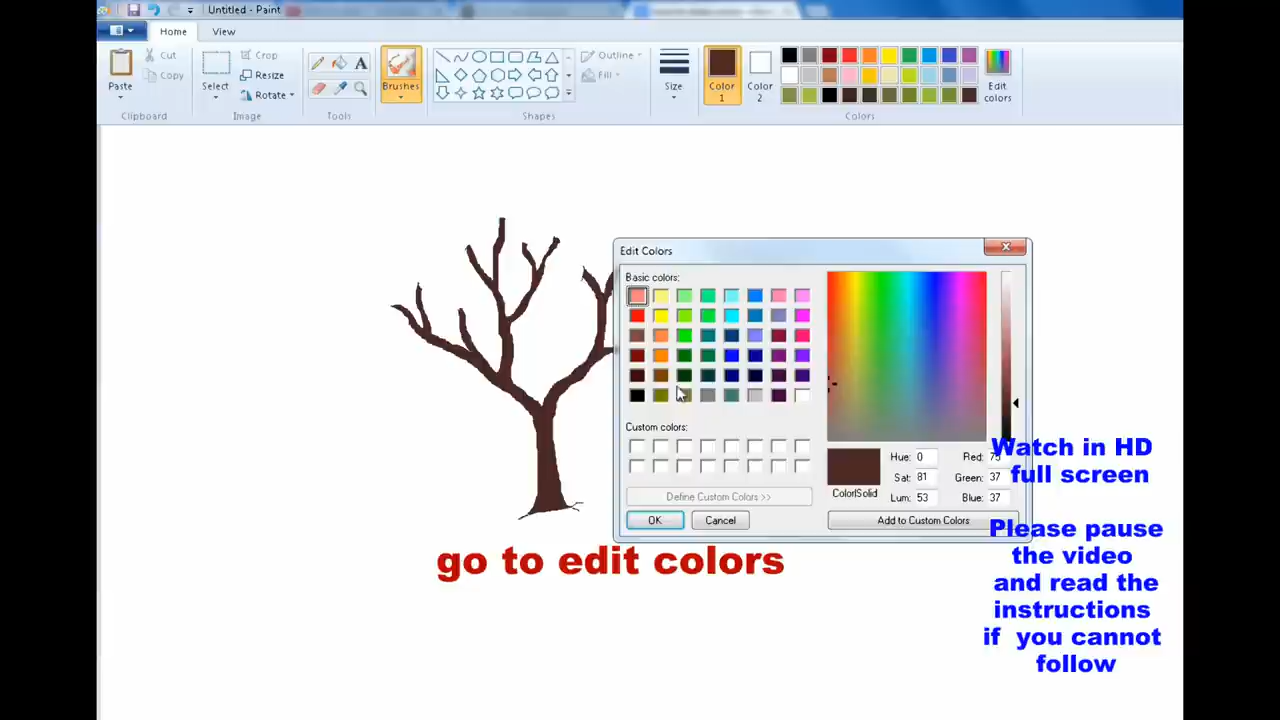 Untitled - Paint
Home View
Paste
Cut
Copy
Clipboard
Select
Crop
Resize
Rotate
Image
A
Tools
Brushes
Outline
Fill
Shapes
Size
Color 1
Color 2
Edit colors
Colors
Edit Colors
Basic colors:
Custom colors:
Define Custom Colors >>
OK Cancel
Color|Solid
Hue: 0 Red: 75
Sat: 81 Green: 37
Lum: 53 Blue: 37
Add to Custom Colors
go to edit colors
Watch in HD
full screen
Please pause
the video
and read the
instructions
if you cannot
follow